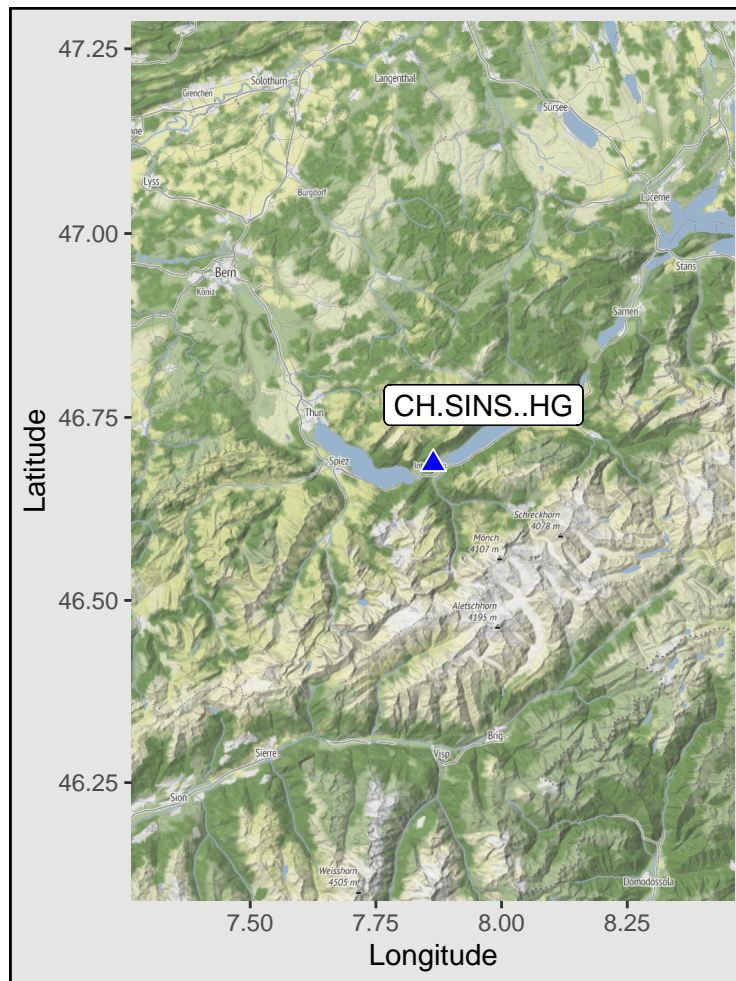 47.25
47.00
46.75
46.50
46.25
Latitude
Solothurn
Grenchen
Langenthal
Sursee
Lyss
Burgdorf
Lucerne
Bern
Köniz
Stans
Sarnen
Thun
CH.SINS..HG
Spiez
Schreckhorn
4078 m
Mönch
4107 m
Aletschhorn
4195 m
Brig
Sierre
Visp
Sion
Weisshorn
4505 m
Domodossola
7.50
7.75
8.00
8.25
Longitude